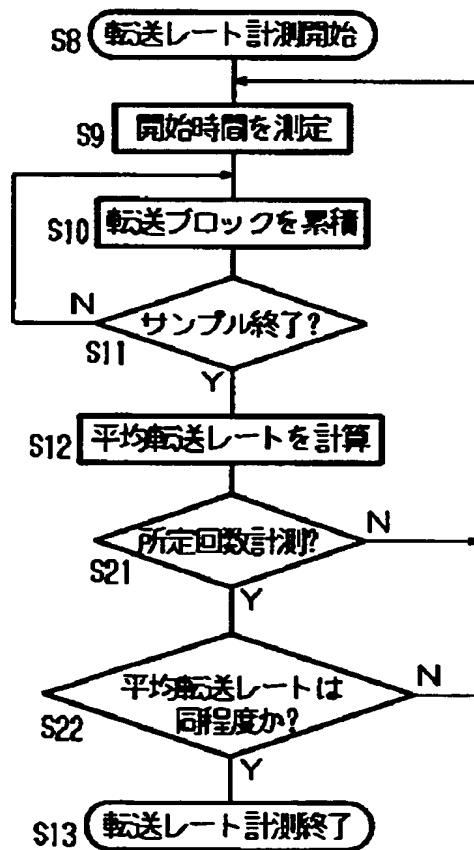 S8 転送レート計測開始
S9 開始時間を測定
S10 転送ブロックを累積
N サンプル終了?
S11
Y
S12 平均転送レートを計算
所定回数計測? N
S21
Y
平均転送レートは N
同程度か?
S22
Y
S13 転送レート計測終了